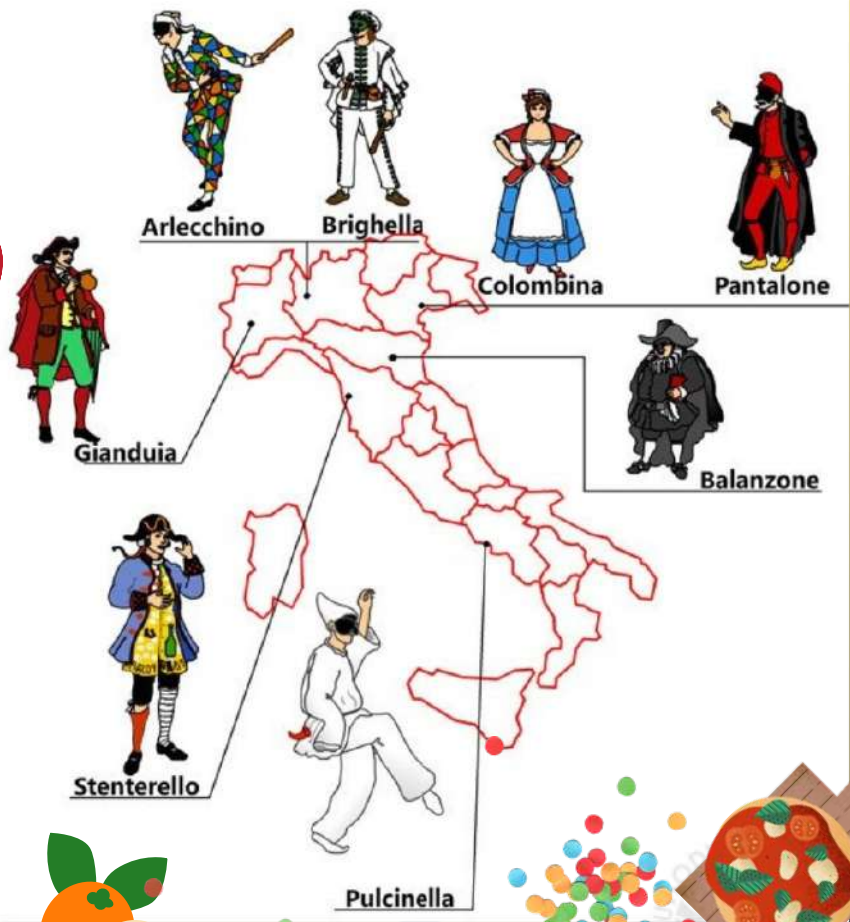 Arlecchino
Brighella
Colombina
Pantalone
Gianduia
Balanzone
Stenterello
Pulcinella